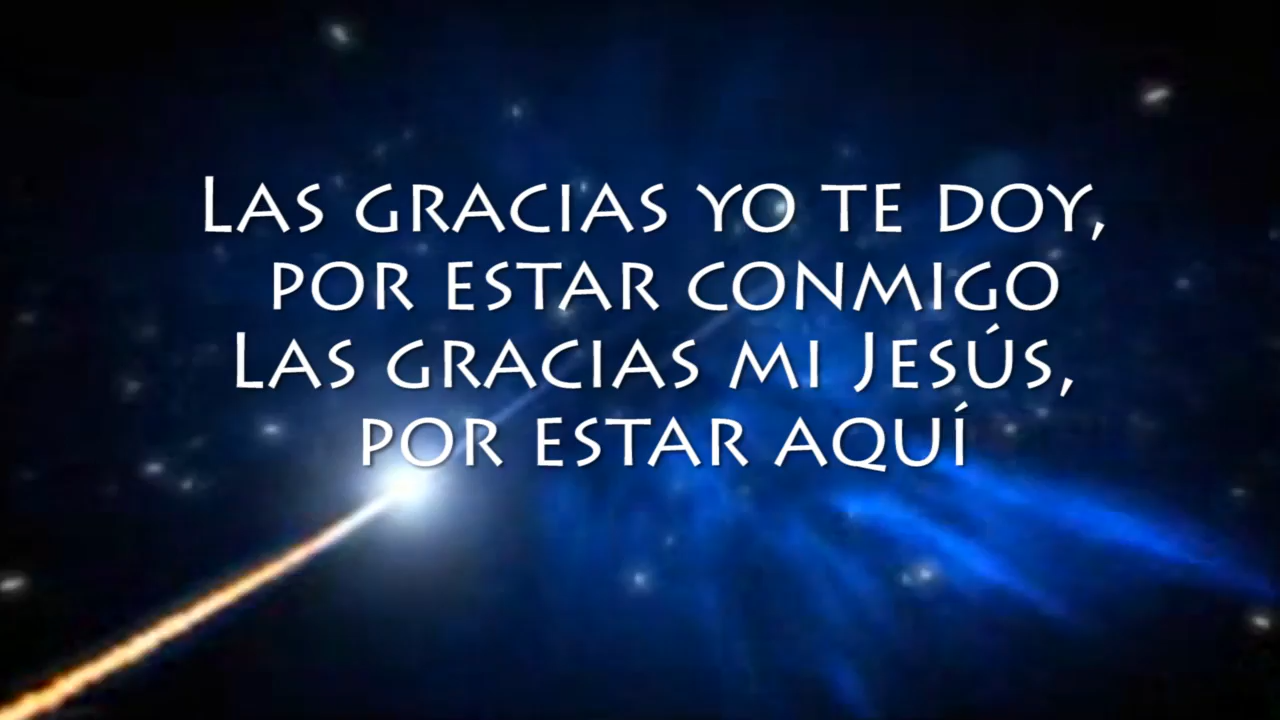 Las gracias yo te doy,
por estar conmigo
Las gracias mi Jesús,
por estar aquí